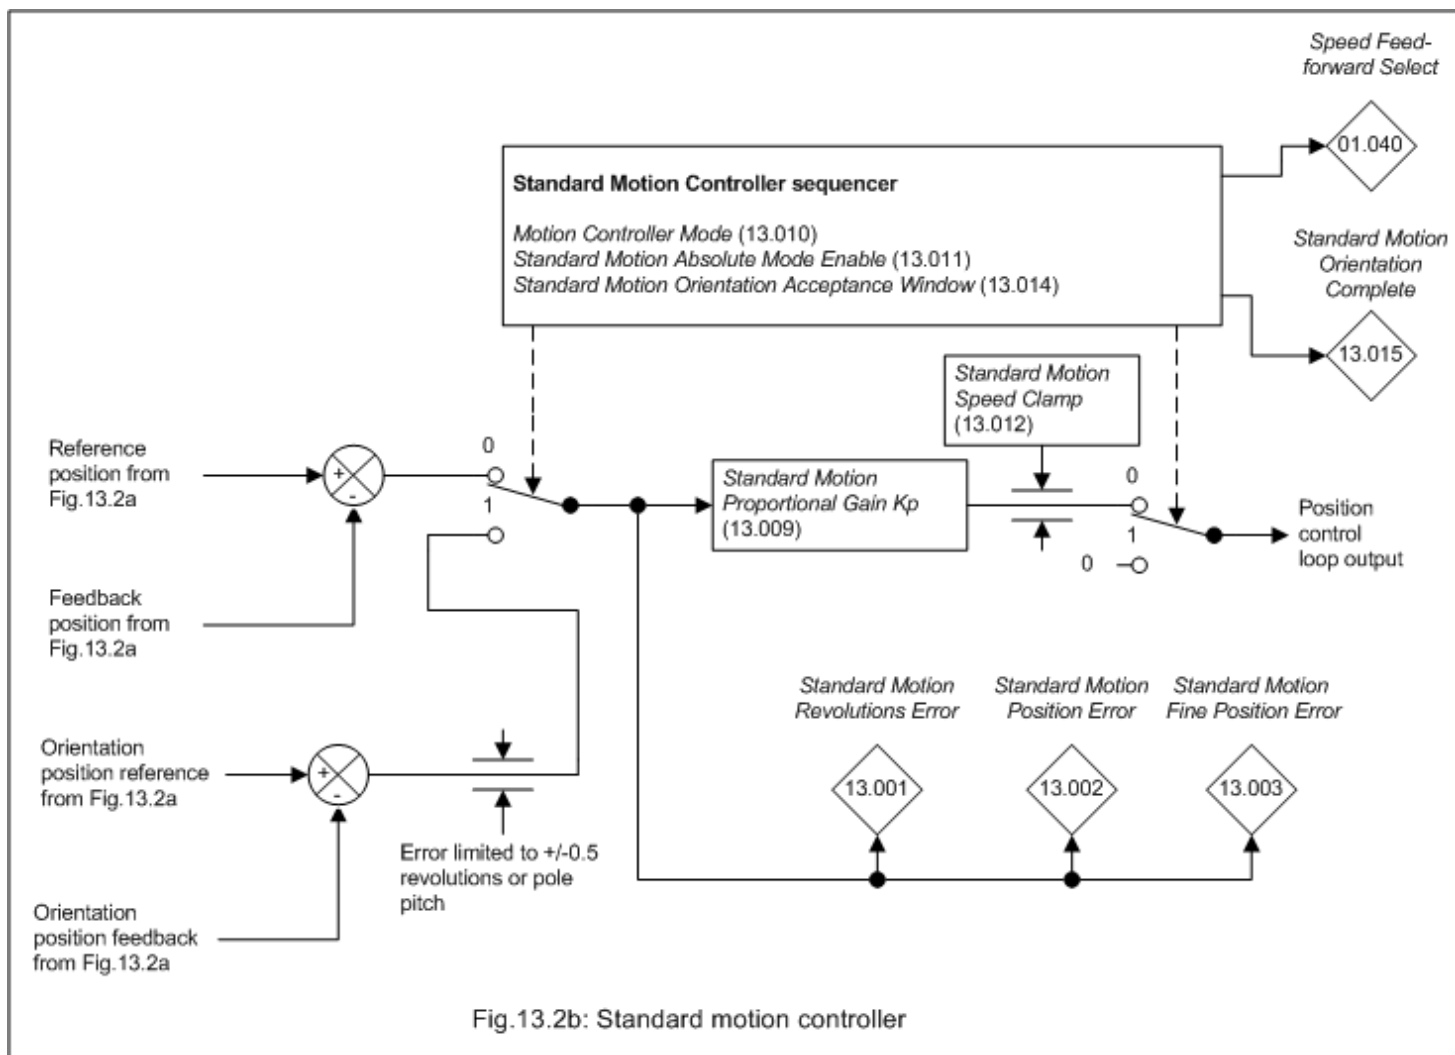 Speed Feed-
forward Select
01.040
Standard Motion Controller sequencer
Motion Controller Mode (13.010)
Standard Motion Absolute Mode Enable (13.011)
Standard Motion Orientation Acceptance Window (13.014)
Standard Motion
Orientation
Complete
13.015
Standard Motion
Speed Clamp
(13.012)
Reference
position from
Fig.13.2a
+
-
0
1
Standard Motion
Proportional Gain Kp
(13.009)
0
1
0
Position
control
loop output
Feedback
position from
Fig.13.2a
Standard Motion
Revolutions Error
13.001
Standard Motion
Position Error
13.002
Standard Motion
Fine Position Error
13.003
Orientation
position reference
from Fig.13.2a
+
-
Error limited to +/-0.5
revolutions or pole
pitch
Orientation
position feedback
from Fig.13.2a
Fig.13.2b: Standard motion controller